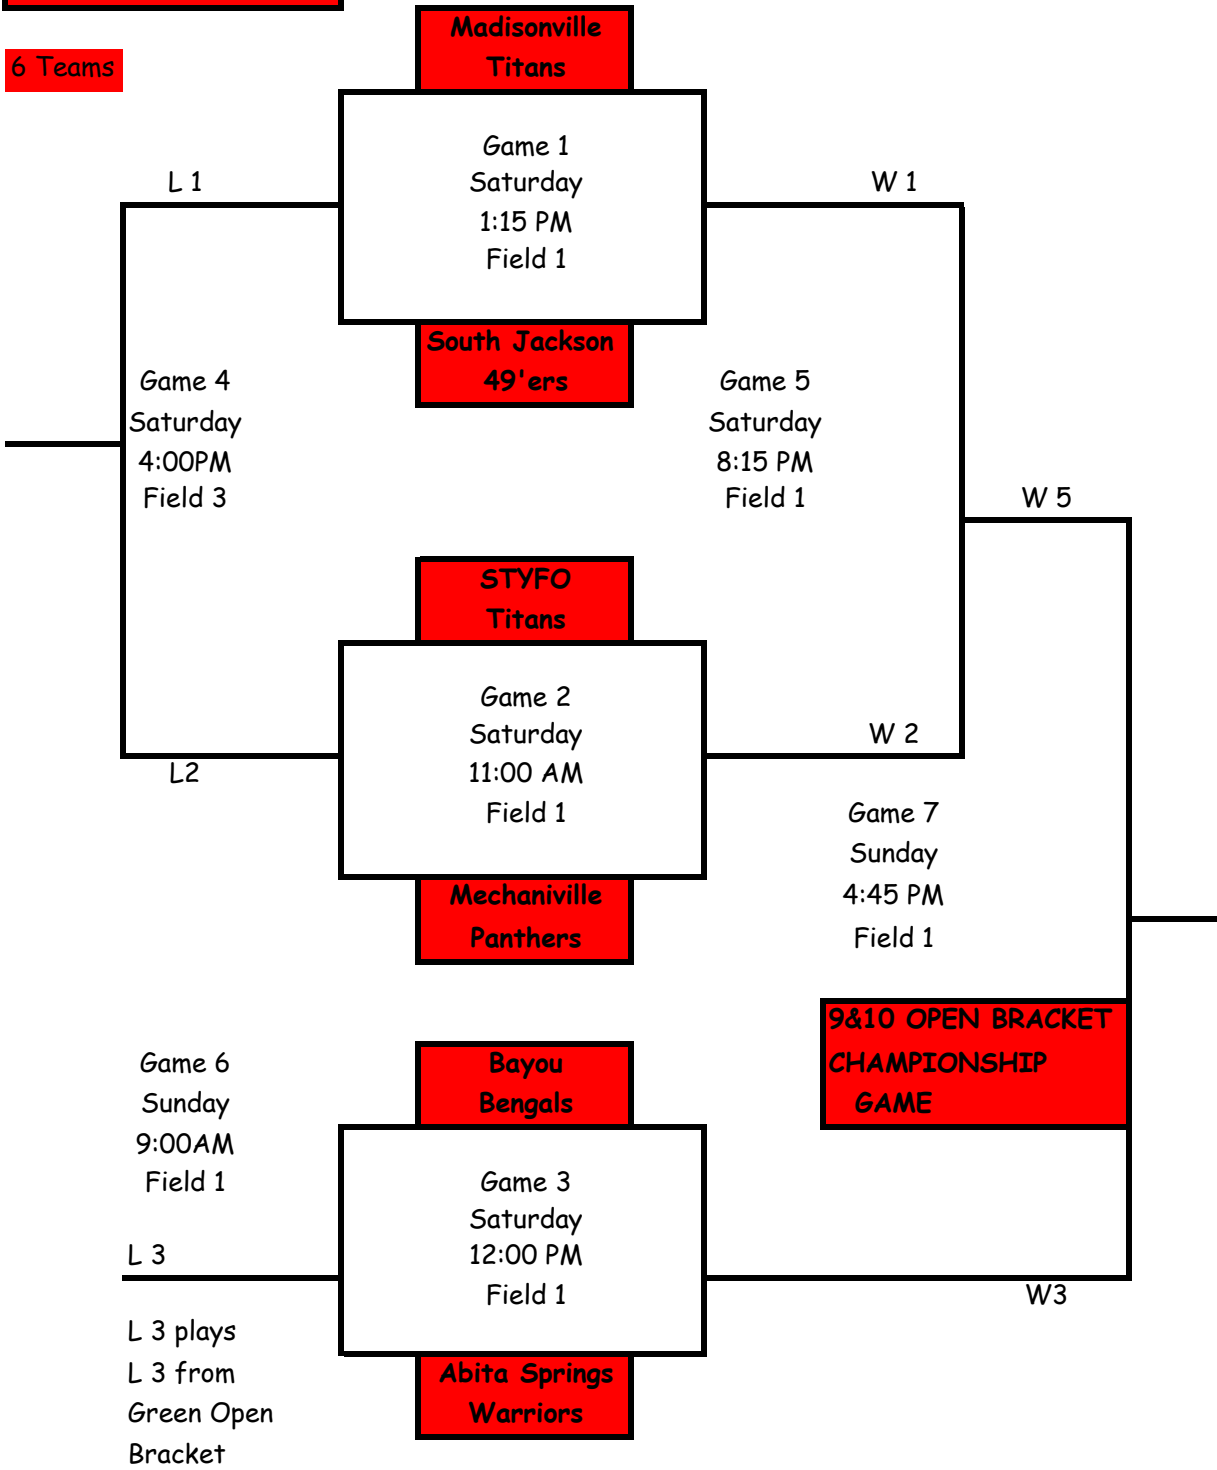 6 Teams
Madisonville
Titans
Game 1
Saturday
1:15 PM
Field 1
L 1
W 1
South Jackson
49'ers
Game 4
Saturday
4:00PM
Field 3
Game 5
Saturday
8:15 PM
Field 1
W 5
STYFO
Titans
Game 2
Saturday
11:00 AM
Field 1
L2
W 2
Mechaniville
Panthers
Game 7
Sunday
4:45 PM
Field 1
9&10 OPEN BRACKET
CHAMPIONSHIP
GAME
Game 6
Sunday
9:00AM
Field 1
Bayou
Bengals
Game 3
Saturday
12:00 PM
Field 1
L 3
W3
L 3 plays
L 3 from
Green Open
Bracket
Abita Springs
Warriors